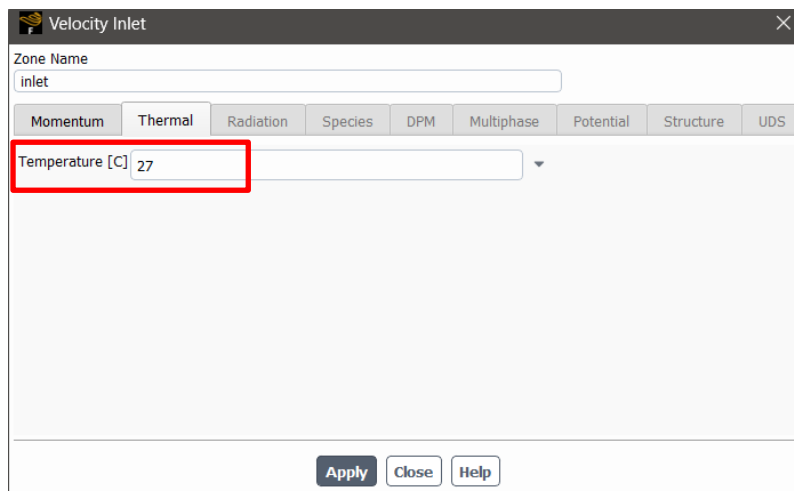 Velocity Inlet
Zone Name
inlet
Momentum Thermal Radiation Species DPM Multiphase Potential Structure UDS
Temperature [C] 27
Apply Close Help